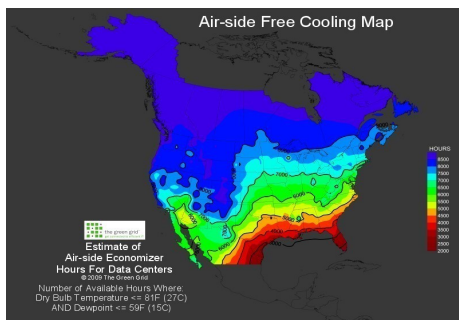 Air-side Free Cooling Map
HOURS
8500
8000
7500
7000
6500
6000
5500
5000
4500
4000
3500
3000
2500
2000
the green grid
Estimate of
Air-side Economizer
Hours For Data Centers
© 2009 The Green Grid
Number of Available Hours Where:
Dry Bulb Temperature <= 81F (27C)
AND Dewpoint <= 59F (15C)